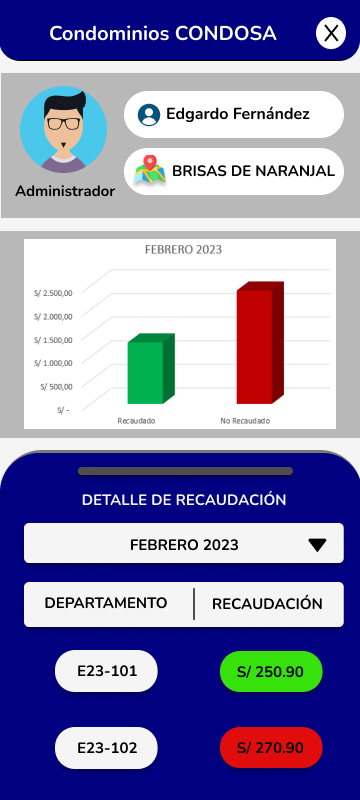 Condominios CONDOSA
X
Edgardo Fernández
BRISAS DE NARANJAL
Administrador
FEBRERO 2023
S/ 2.500,00
S/ 2.000,00
S/ 1.500,00
S/ 1.000,00
S/ 500,00
S/ -
Recaudado
No Recaudado
DETALLE DE RECAUDACIÓN
FEBRERO 2023
DEPARTAMENTO
RECAUDACIÓN
E23-101
S/ 250.90
E23-102
S/ 270.90